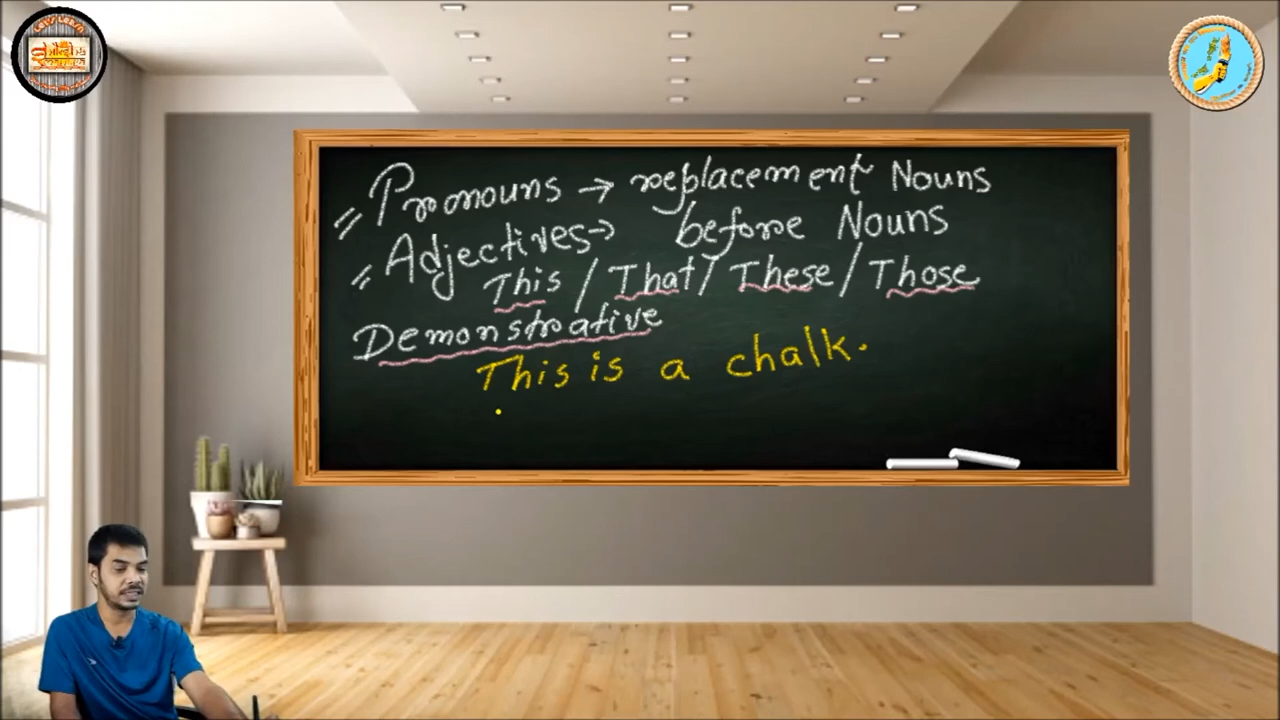 = Pronouns → replacement Nouns
= Adjectives → before Nouns
This / That / These / Those
Demonstrative
This is a chalk.